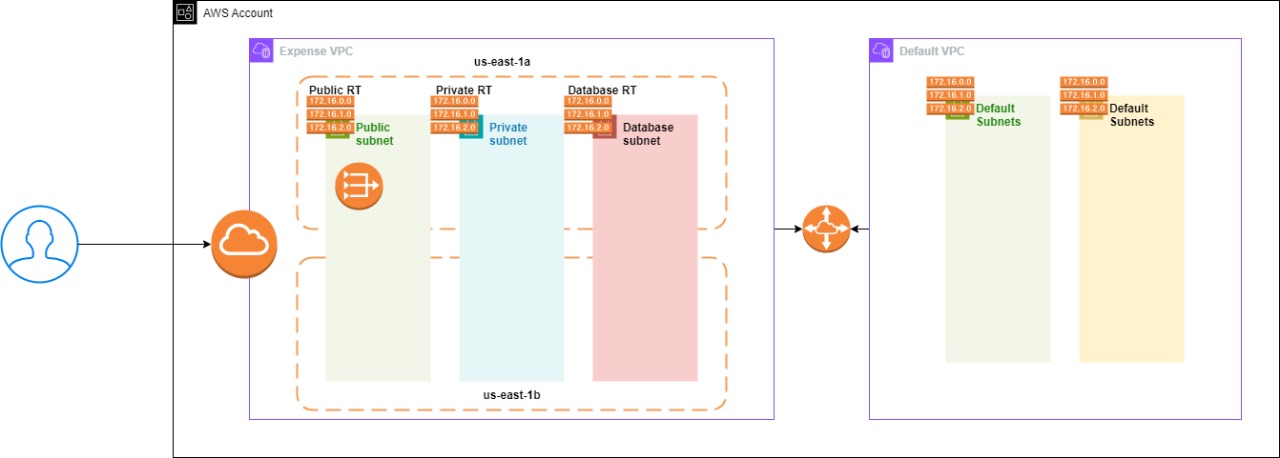 AWS Account
Expense VPC
us-east-1a
Public RT
172.16.0.0
172.16.1.0
172.16.2.0
Public
subnet
Private RT
172.16.0.0
172.16.1.0
172.16.2.0
Private
subnet
Database RT
172.16.0.0
172.16.1.0
172.16.2.0
Database
subnet
us-east-1b
Default VPC
172.16.0.0
172.16.1.0
172.16.2.0
Default
Subnets
172.16.0.0
172.16.1.0
172.16.2.0
Default
Subnets